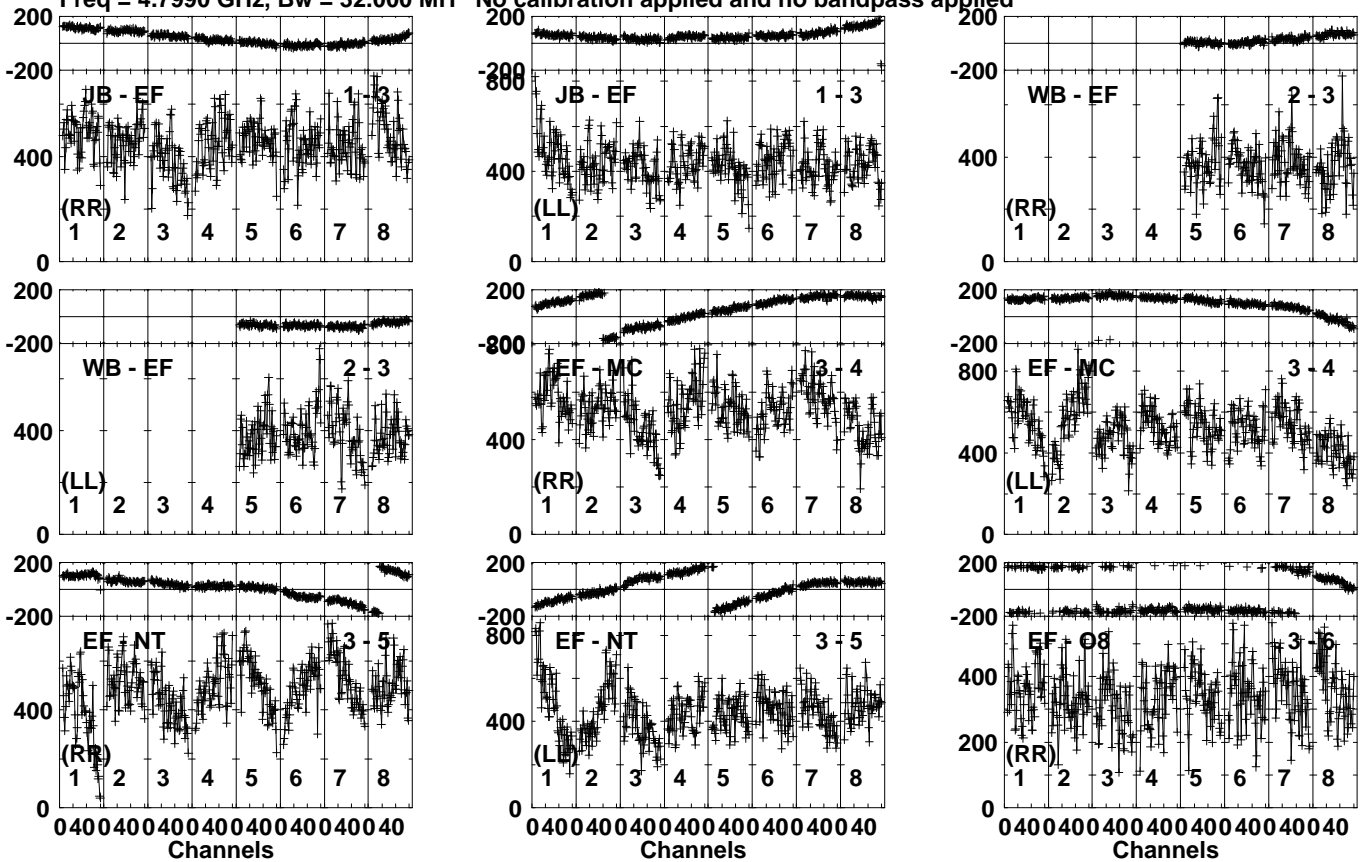 Freq = 4.7990 GHz, Bw = 32.000 MH No calibration applied and no bandpass applied
200 200 200
-200 -200 -200
800
JB - EF 1 - 3 JB - EF 1 - 3 WB - EF 2 - 3
400 400 400
(RR) (LL) (RR)
1 2 3 4 5 6 7 8 1 2 3 4 5 6 7 8 1 2 3 4 5 6 7 8
0 0 0
200 200 200
-200 -200 -200
800
WB - EF 2 - 3 EF - MC 3 - 4 EF - MC 3 - 4
800
400 400 400
(LL) (RR) (LL)
1 2 3 4 5 6 7 8 1 2 3 4 5 6 7 8 1 2 3 4 5 6 7 8
0 0 0
200 200 200
-200 -200 -200
EF - NT 3 - 5 EF - NT 3 - 5 EF - O8 3 - 6
800
400 400 400
200
(RR) (LL) (RR)
1 2 3 4 5 6 7 8 1 2 3 4 5 6 7 8 1 2 3 4 5 6 7 8
0 0 0
0 40 0 40 0 40 0 40 0 40 0 40 0 40 0 40 0 40 0 40 0 40 0 40 0 40 0 40 0 40 0 40 0 40 0 40 0 40 0 40 0 40 0 40 0 40 0 40
Channels Channels Channels